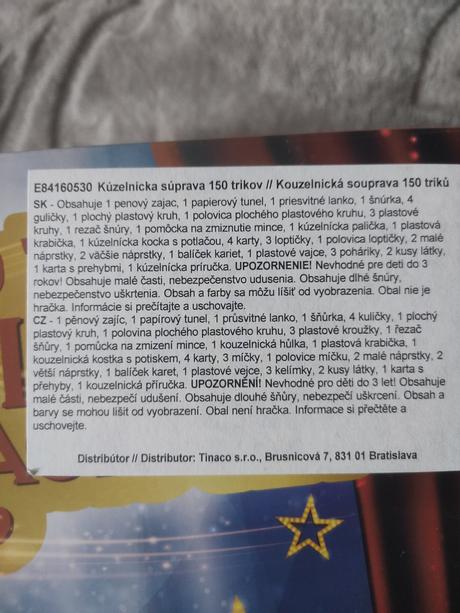 E84160530 Kúzelnícka súprava 150 trikov // Kouzelnická souprava 150 triků
SK - Obsahuje 1 penový zajac, 1 papierový tunel, 1 priesvitné lanko, 1 šnúrka, 4
guličky, 1 plochý plastový kruh, 1 polovica plochého plastového kruhu, 3 plastové
kruhy, 1 rezač šnúry, 1 pomôcka na zmiznutie mince, 1 kúzelnícka palička, 1 plastová
krabička, 1 kúzelnícka kocka s potlačou, 4 karty, 3 loptičky, 1 polovica loptičky, 2 malé
náprstky, 2 väčšie náprstky, 1 balíček kariet, 1 plastové vajce, 3 poháriky, 2 kusy látky,
1 karta s prehybmi, 1 kúzelnícka príručka. UPOZORNENIE! Nevhodné pre deti do 3
rokov! Obsahuje malé časti, nebezpečenstvo udusenia. Obsahuje dlhé šnúry,
nebezpečenstvo uškrtenia. Obsah a farby sa môžu líšiť od vyobrazenia. Obal nie je
hračka. Informácie si prečítajte a uschovajte.
CZ - 1 pěnový zajíc, 1 papírový tunel, 1 průsvitné lanko, 1 šňůrka, 4 kuličky, 1 plochý
plastový kruh, 1 polovina plochého plastového kruhu, 3 plastové kroužky, 1 řezač
šňůry, 1 pomůcka na zmizení mince, 1 kouzelnická hůlka, 1 plastová krabička, 1
kouzelnická kostka s potiskem, 4 karty, 3 míčky, 1 polovice míčku, 2 malé náprstky, 2
větší náprstky, 1 balíček karet, 1 plastové vejce, 3 kelímky, 2 kusy látky, 1 karta s
přehyby, 1 kouzelnická příručka. UPOZORNĚNÍ! Nevhodné pro děti do 3 let! Obsahuje
malé části, nebezpečí udušení. Obsahuje dlouhé šňůry, nebezpečí uškrcení. Obsah a
barvy se mohou lišit od vyobrazení. Obal není hračka. Informace si přečtěte a
uschovejte.
Distribútor // Distributor: Tinaco s.r.o., Brusnicová 7, 831 01 Bratislava